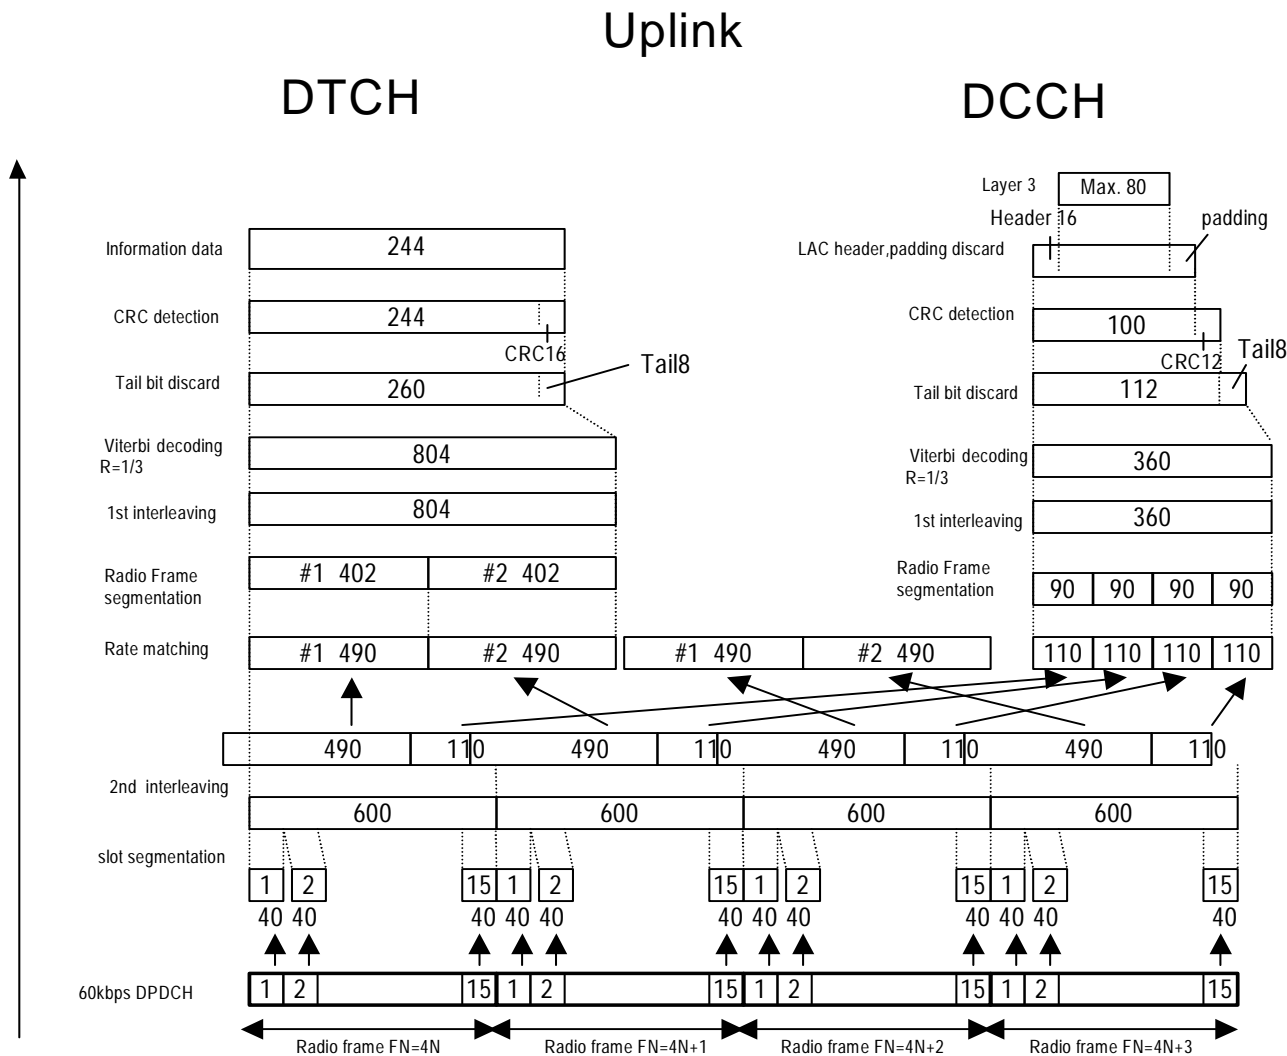 Uplink
DTCH DCCH
Layer 3 Max. 80
Header 16 padding
Information data 244 LAC header,padding discard
CRC detection 244 CRC detection 100
CRC16 CRC12
Tail8 Tail8
Tail bit discard 260 Tail bit discard 112
Viterbi decoding
R=1/3 804 Viterbi decoding
R=1/3 360
1st interleaving 804 1st interleaving 360
Radio Frame
segmentation #1 402 #2 402 Radio Frame
segmentation 90 90 90 90
Rate matching #1 490 #2 490 #1 490 #2 490 110 110 110 110
490 110 490 110 490 110 490 110
2nd interleaving
600 600 600 600
slot segmentation
1 2 15 1 2 15 1 2 15 1 2 15
40 40 40 40 40 40 40 40 40 40 40 40
60kbps DPDCH 1 2 15 1 2 15 1 2 15 1 2 15
Radio frame FN=4N Radio frame FN=4N+1 Radio frame FN=4N+2 Radio frame FN=4N+3